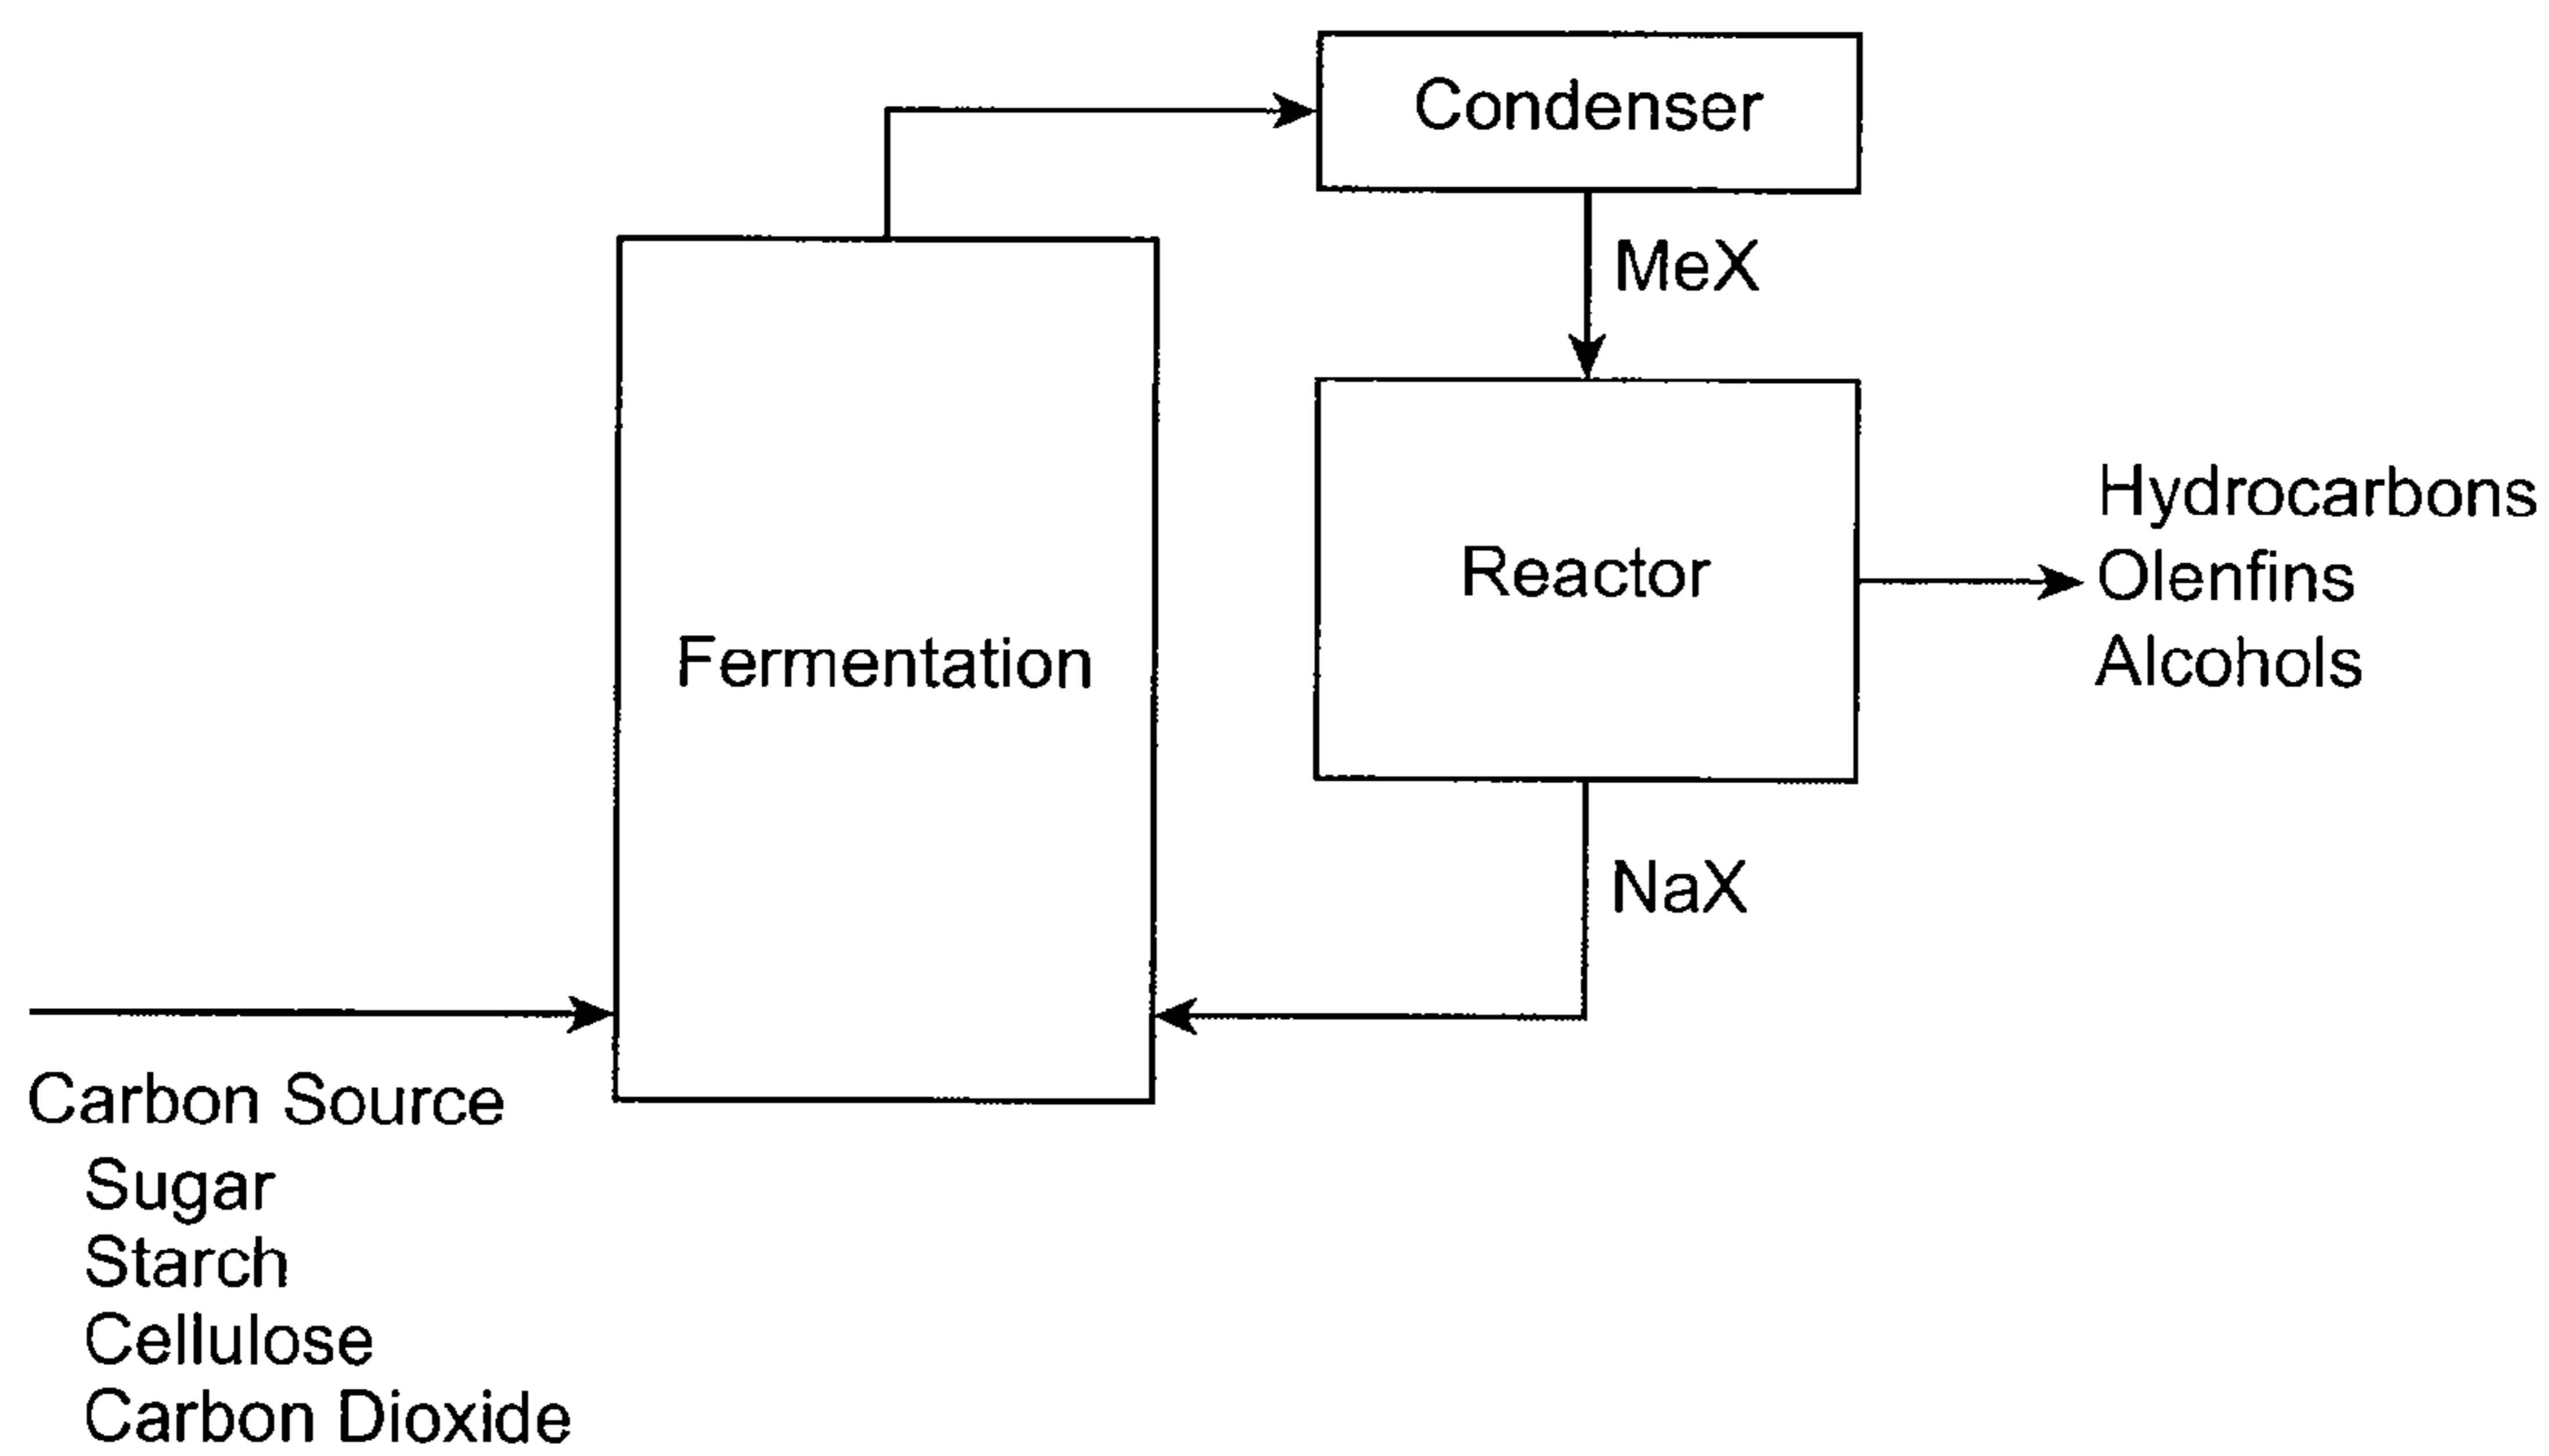 Condenser
MeX
Reactor
Hydrocarbons
Olenfins
Alcohols
Fermentation
NaX
Carbon Source
Sugar
Starch
Cellulose
Carbon Dioxide